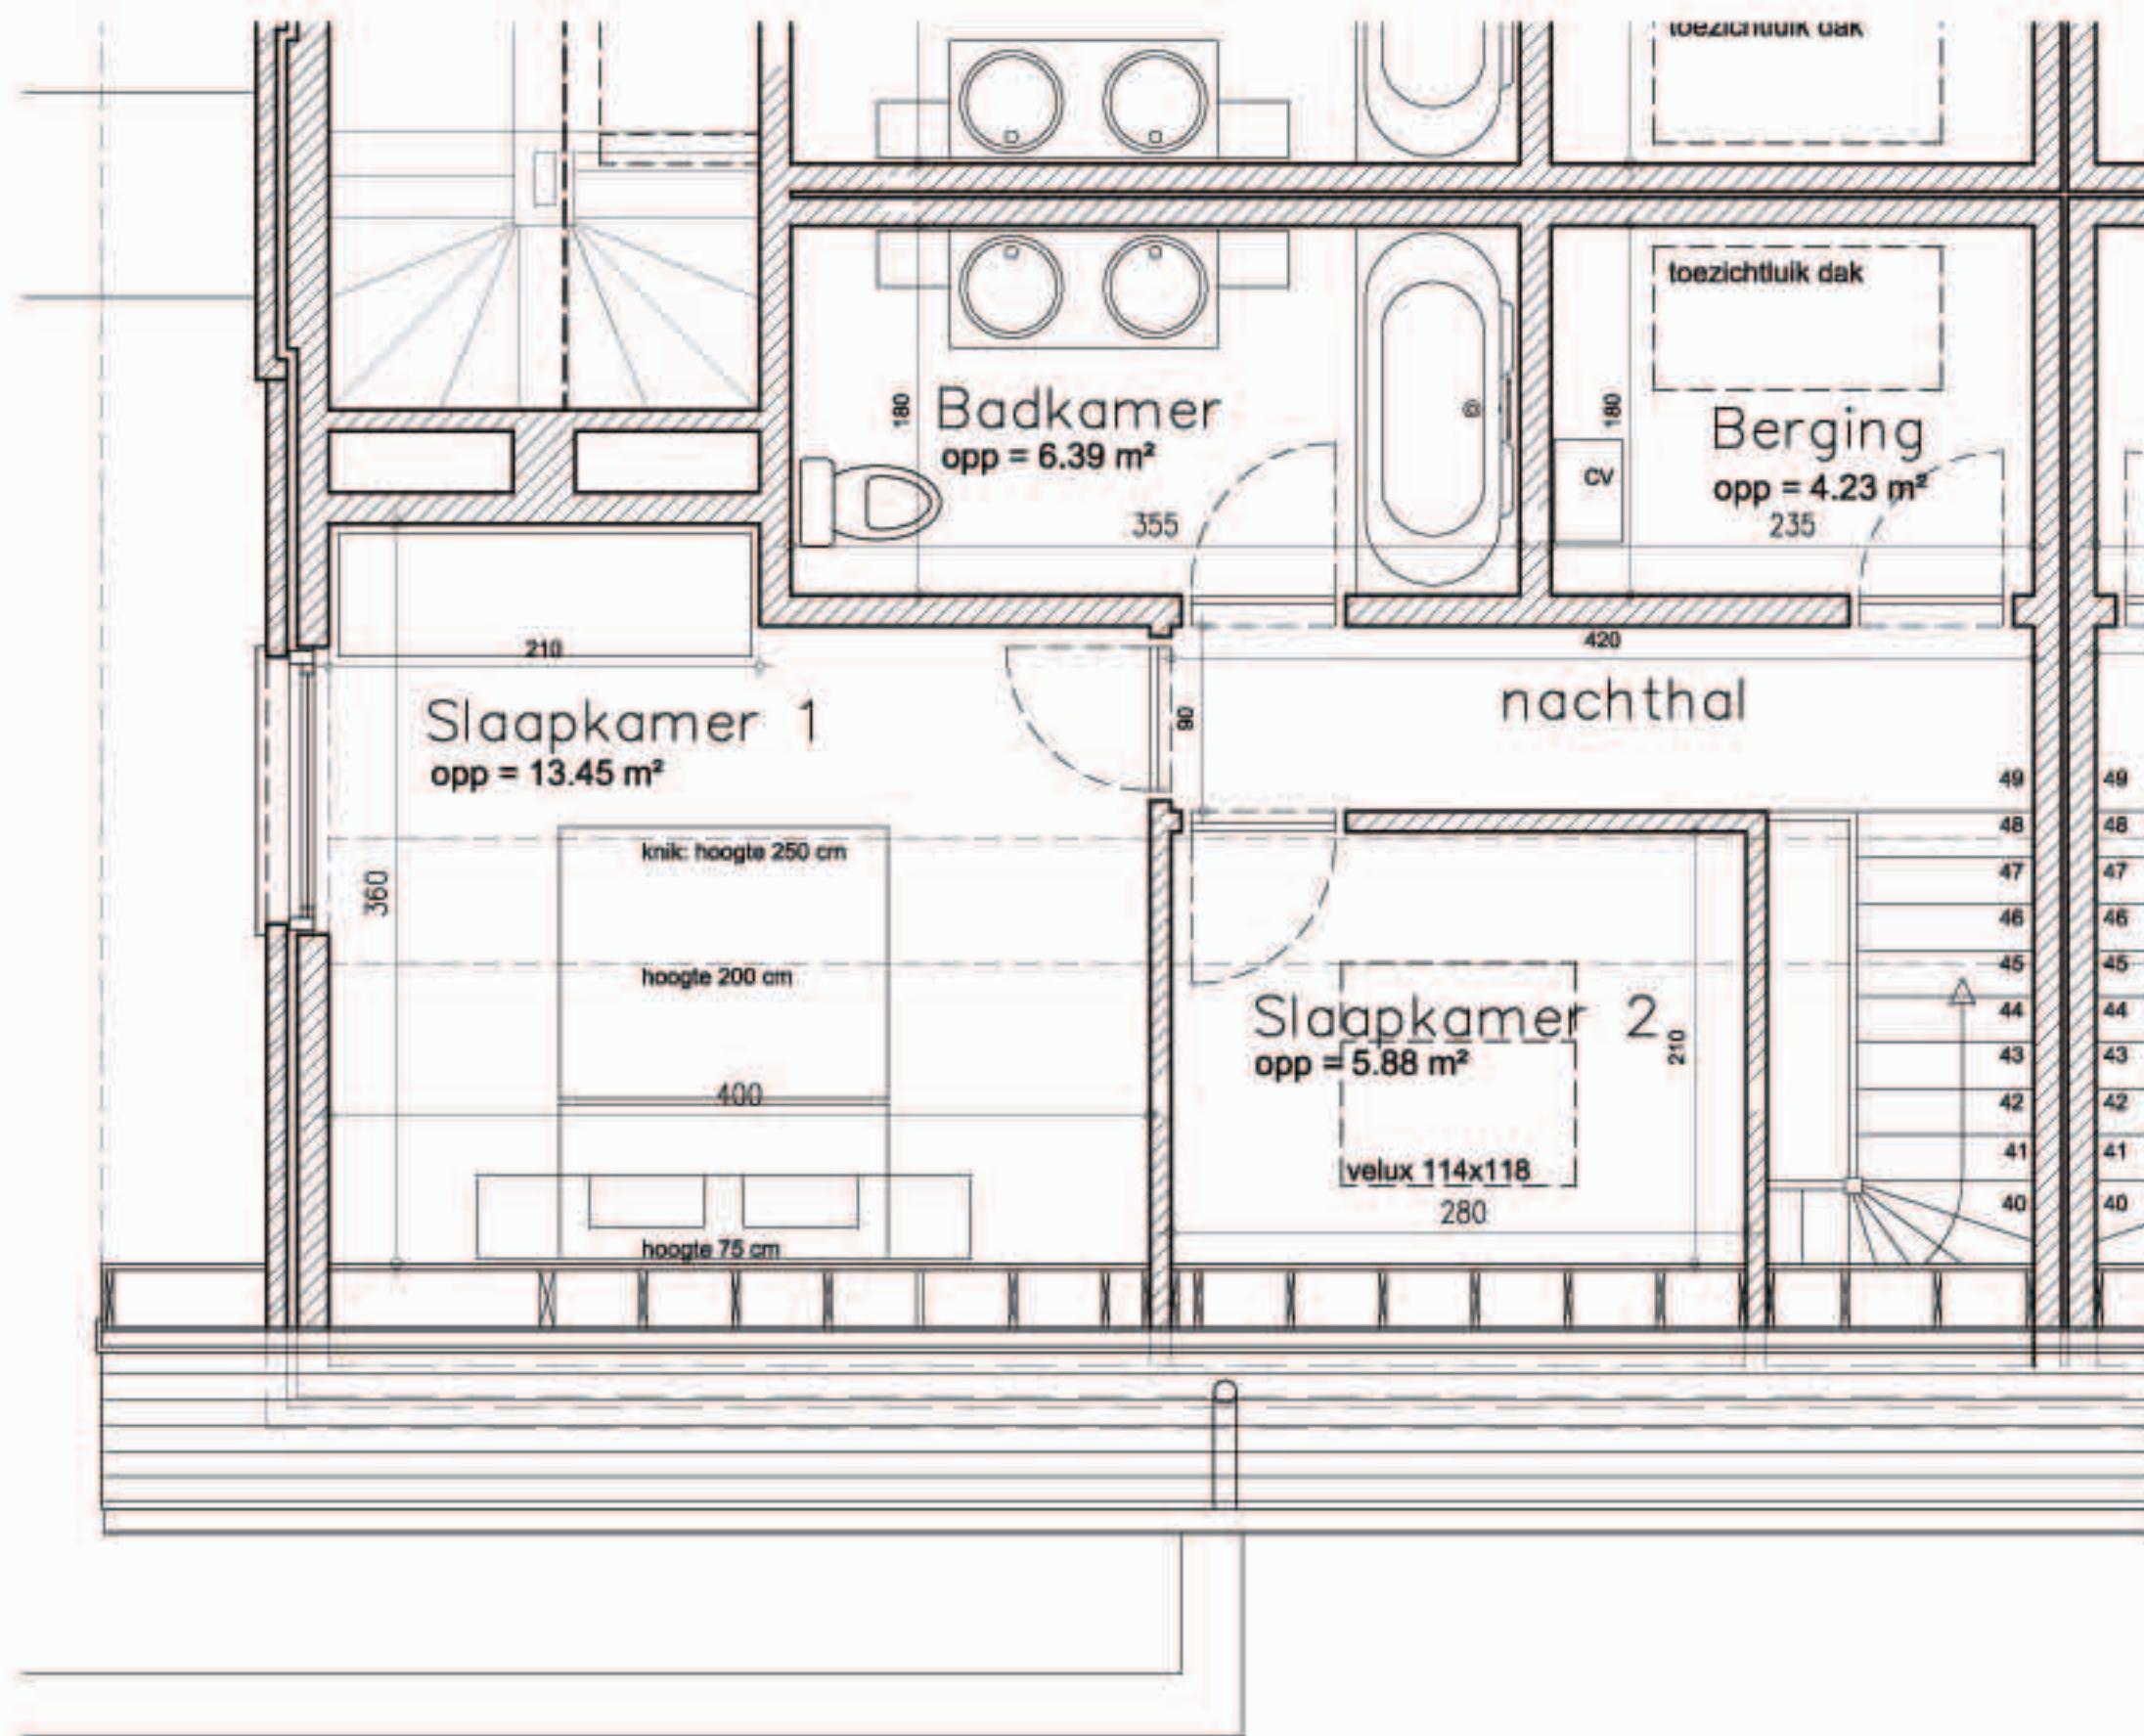 toezichtluik dak
toezichtluik dak
180
Badkamer
opp = 6.39 m²
355
180
Berging
opp = 4.23 m²
235
CV
210
Slaapkamer 1
opp = 13.45 m²
360
knik: hoogte 250 cm
hoogte 200 cm
400
hoogte 75 cm
420
nachthal
90
Slaapkamer 2
opp = 5.88 m²
210
velux 114x118
280
49
48
47
46
45
44
43
42
41
40
49
48
47
46
45
44
43
42
41
40